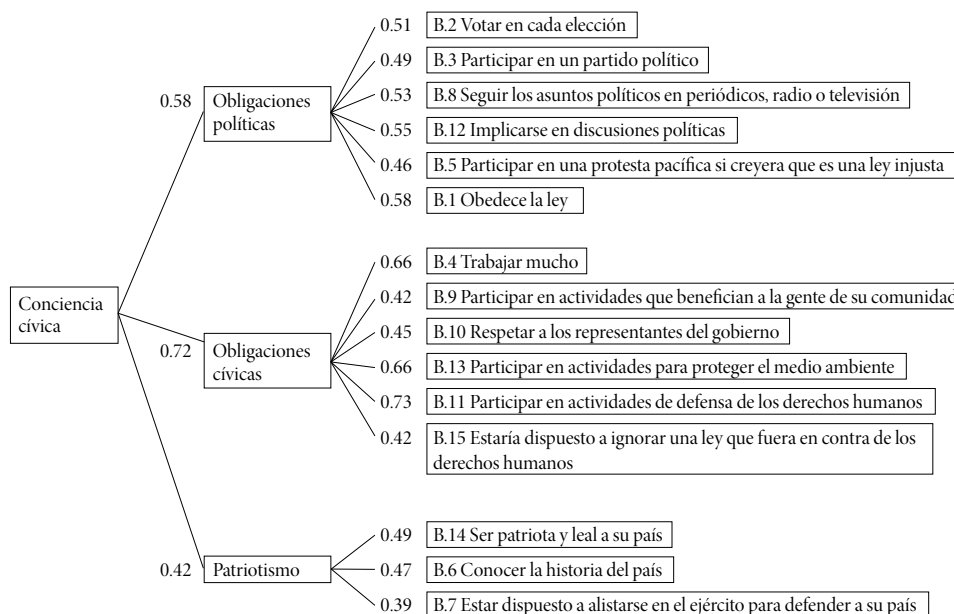 0.51 B.2 Votar en cada elección
0.49 B.3 Participar en un partido político
0.58 Obligaciones políticas
0.53 B.8 Seguir los asuntos políticos en periódicos, radio o televisión
0.55 B.12 Implicarse en discusiones políticas
0.46 B.5 Participar en una protesta pacífica si creyera que es una ley injusta
0.58 B.1 Obedece la ley
Conciencia
cívica
0.72 Obligaciones
cívicas
0.66 B.4 Trabajar mucho
0.42 B.9 Participar en actividades que benefician a la gente de su comunidad
0.45 B.10 Respetar a los representantes del gobierno
0.66 B.13 Participar en actividades para proteger el medio ambiente
0.73 B.11 Participar en actividades de defensa de los derechos humanos
0.42 B.15 Estaría dispuesto a ignorar una ley que fuera en contra de los
derechos humanos
0.42 Patriotismo
0.49 B.14 Ser patriota y leal a su país
0.47 B.6 Conocer la historia del país
0.39 B.7 Estar dispuesto a alistarse en el ejército para defender a su país